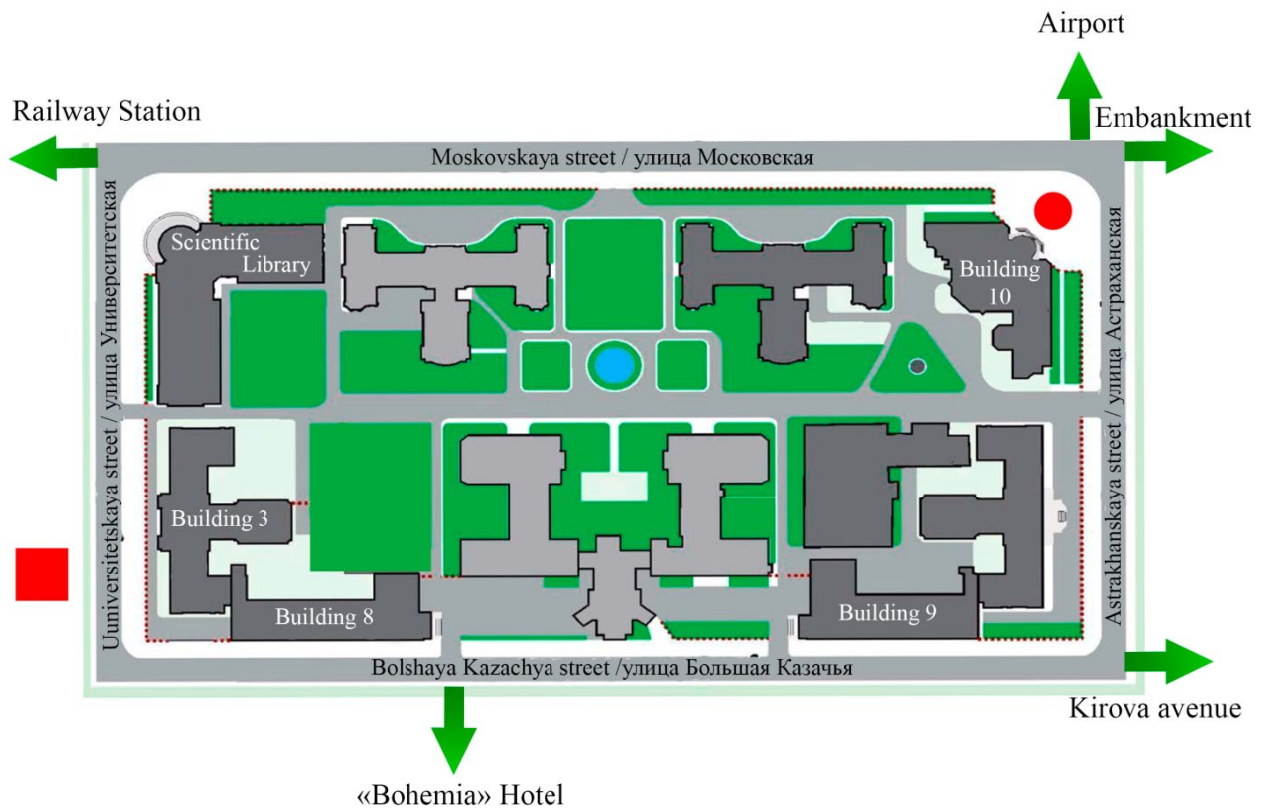 Airport
Railway Station
Embankment
Moskovskaya street / улица Московская
Scientific
Library
Building
10
Uuniversitetskaya street / улица Университетская
Astrakhanskaya street / улица Астраханская
Building 3
Building 8
Building 9
Bolshaya Kazachya street /улица Большая Казачья
Kirova avenue
«Bohemia» Hotel